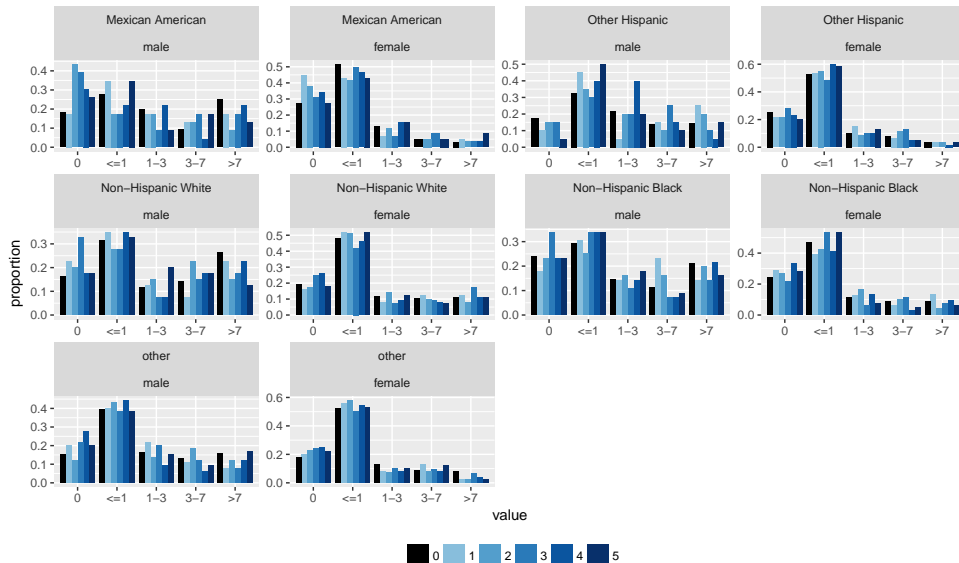 Mexican American Mexican American Other Hispanic Other Hispanic
male female male female
0.4 0.5 0.5 0.6
0.3 0.4 0.4 0.4
0.2 0.3 0.3
0.1 0.2 0.2 0.2
0.0 0.1 0.1 0.0
0.0 0.0
0 <=1 1−3 3−7 >7 0 <=1 1−3 3−7 >7 0 <=1 1−3 3−7 >7 0 <=1 1−3 3−7 >7
Non−Hispanic White Non−Hispanic White Non−Hispanic Black Non−Hispanic Black
male female male female
0.3 0.5 0.3 0.5
0.2 0.4 0.2 0.4
0.1 0.3 0.1 0.3
0.0 0.2 0.0 0.2
0.1 0.1
0.0 0.0
0 <=1 1−3 3−7 >7 0 <=1 1−3 3−7 >7 0 <=1 1−3 3−7 >7 0 <=1 1−3 3−7 >7
proportion
other other
male female
0.4 0.4
0.3
0.2 0.2
0.1
0.0 0.0
0 <=1 1−3 3−7 >7 0 <=1 1−3 3−7 >7
value
0 1 2 3 4 5